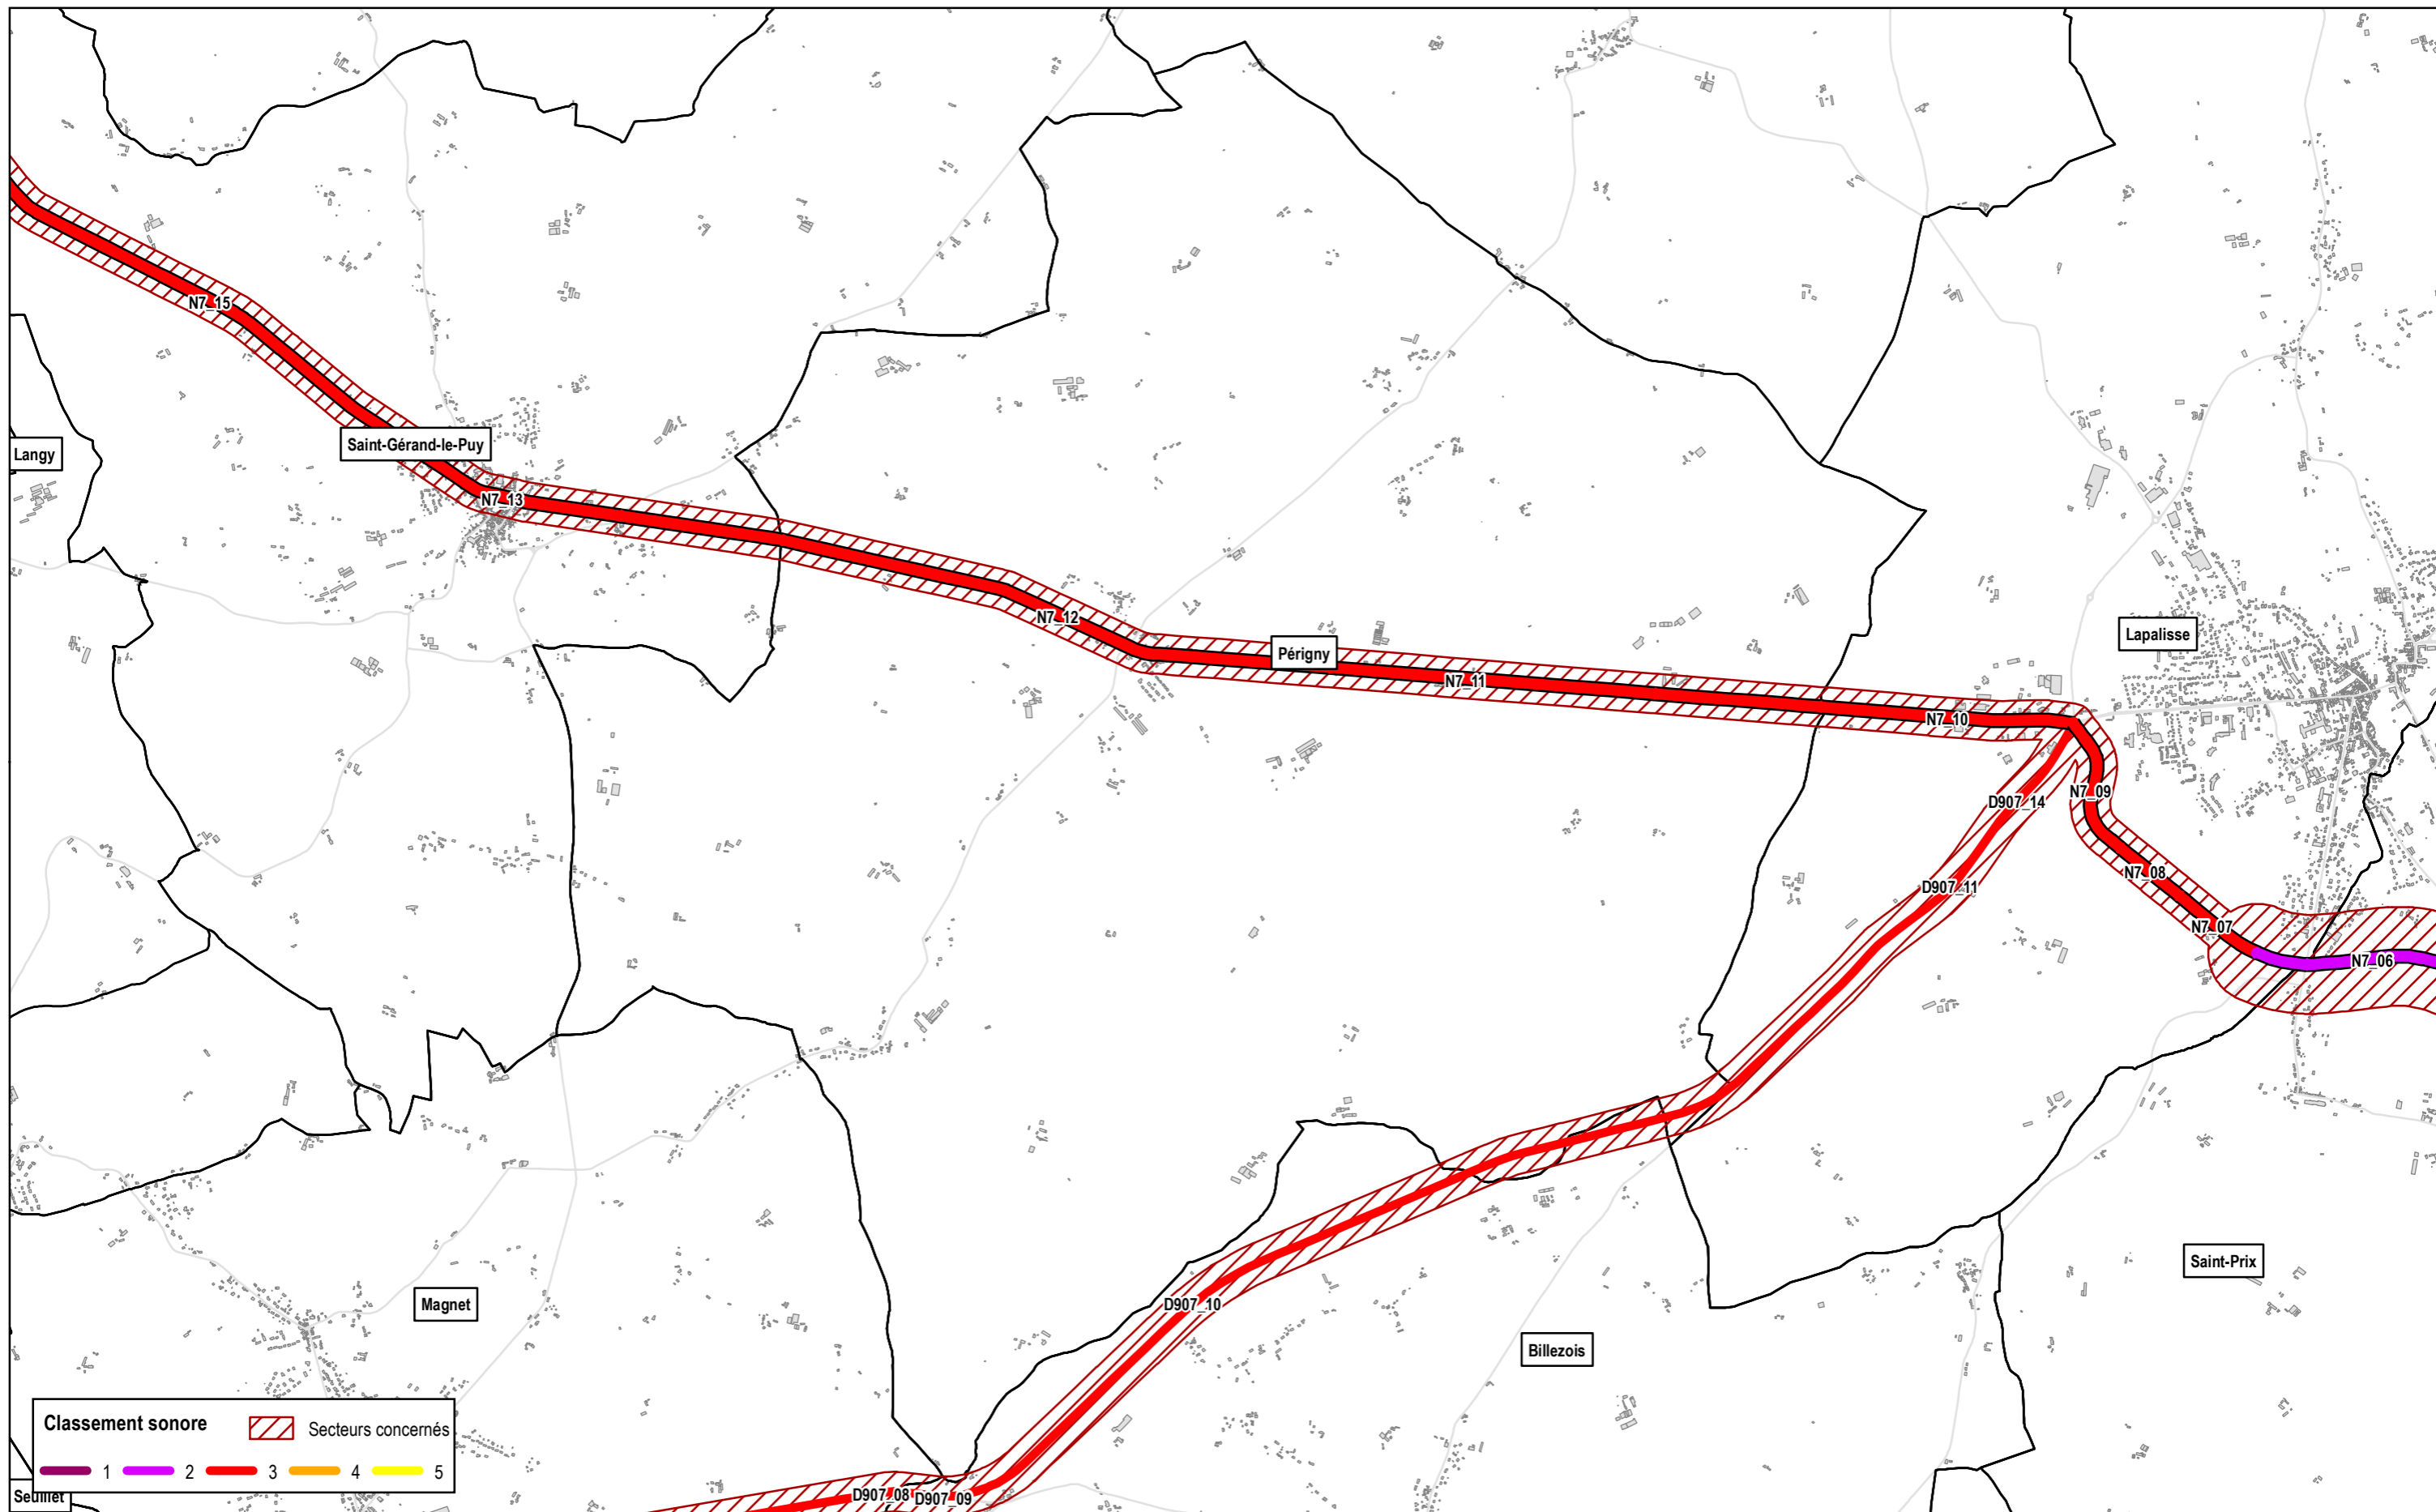 N7_15
Saint-Gérand-le-Puy
Langy
N7_13
N7_12
Lapalisse
Périgny
N7_11
N7_10
N7_09
D907_14
N7_08
D907_11
N7_07
N7_06
Saint-Prix
Magnet
D907_10
Billezois
Classement sonore
Secteurs concernés
1 2 3 4 5
Seuillet
D907_08
D907_09